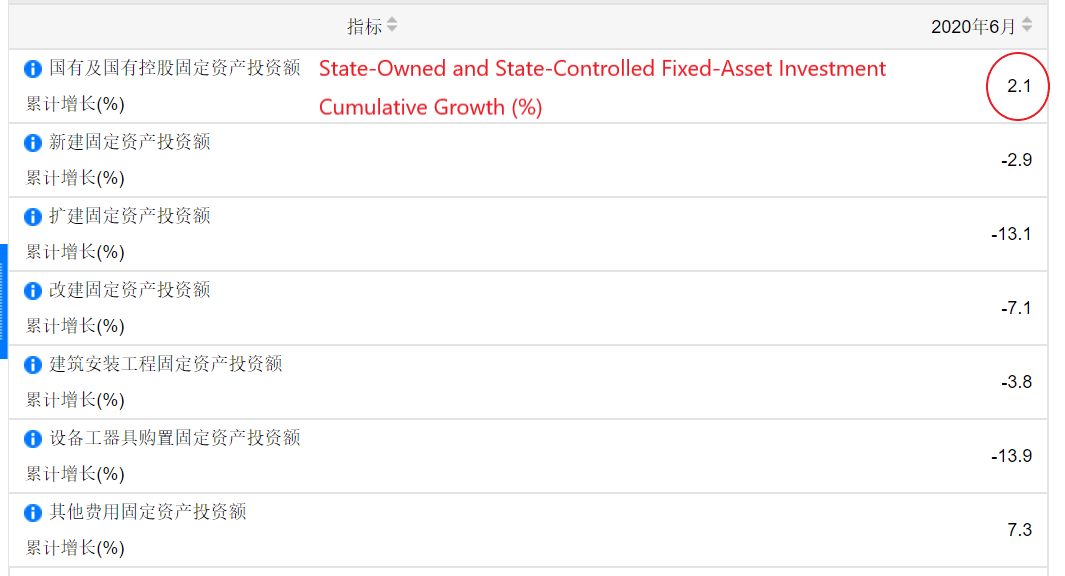 指标 2020年6月
国有及国有控股固定资产投资额 State-Owned and State-Controlled Fixed-Asset Investment
2.1
累计增长(%) Cumulative Growth (%)
新建固定资产投资额
-2.9
累计增长(%)
扩建固定资产投资额
-13.1
累计增长(%)
改建固定资产投资额
-7.1
累计增长(%)
建筑安装工程固定资产投资额
-3.8
累计增长(%)
设备工器具购置固定资产投资额
-13.9
累计增长(%)
其他费用固定资产投资额
7.3
累计增长(%)